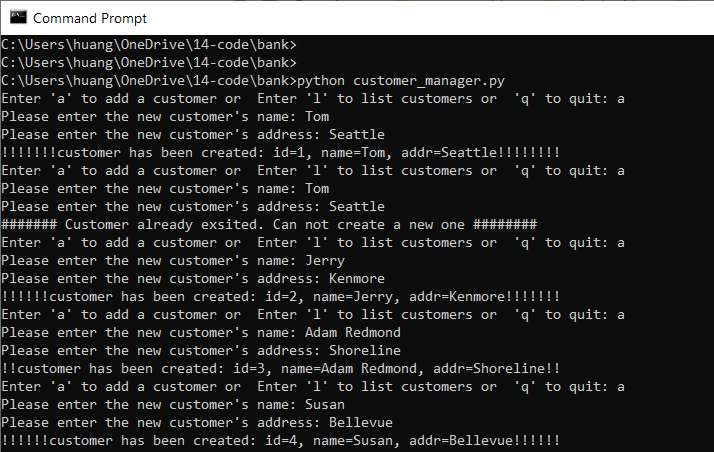 Command Prompt
C:\Users\huang\OneDrive\14-code\bank>
C:\Users\huang\OneDrive\14-code\bank>
C:\Users\huang\OneDrive\14-code\bank>python customer_manager.py
Enter 'a' to add a customer or  Enter 'l' to list customers or  'q' to quit: a
Please enter the new customer's name: Tom
Please enter the new customer's address: Seattle
!!!!!!!customer has been created: id=1, name=Tom, addr=Seattle!!!!!!!!
Enter 'a' to add a customer or  Enter 'l' to list customers or  'q' to quit: a
Please enter the new customer's name: Tom
Please enter the new customer's address: Seattle
####### Customer already exsited. Can not create a new one ########
Enter 'a' to add a customer or  Enter 'l' to list customers or  'q' to quit: a
Please enter the new customer's name: Jerry
Please enter the new customer's address: Kenmore
!!!!!!customer has been created: id=2, name=Jerry, addr=Kenmore!!!!!!!
Enter 'a' to add a customer or  Enter 'l' to list customers or  'q' to quit: a
Please enter the new customer's name: Adam Redmond
Please enter the new customer's address: Shoreline
!!customer has been created: id=3, name=Adam Redmond, addr=Shoreline!!
Enter 'a' to add a customer or  Enter 'l' to list customers or  'q' to quit: a
Please enter the new customer's name: Susan
Please enter the new customer's address: Bellevue
!!!!!!customer has been created: id=4, name=Susan, addr=Bellevue!!!!!!